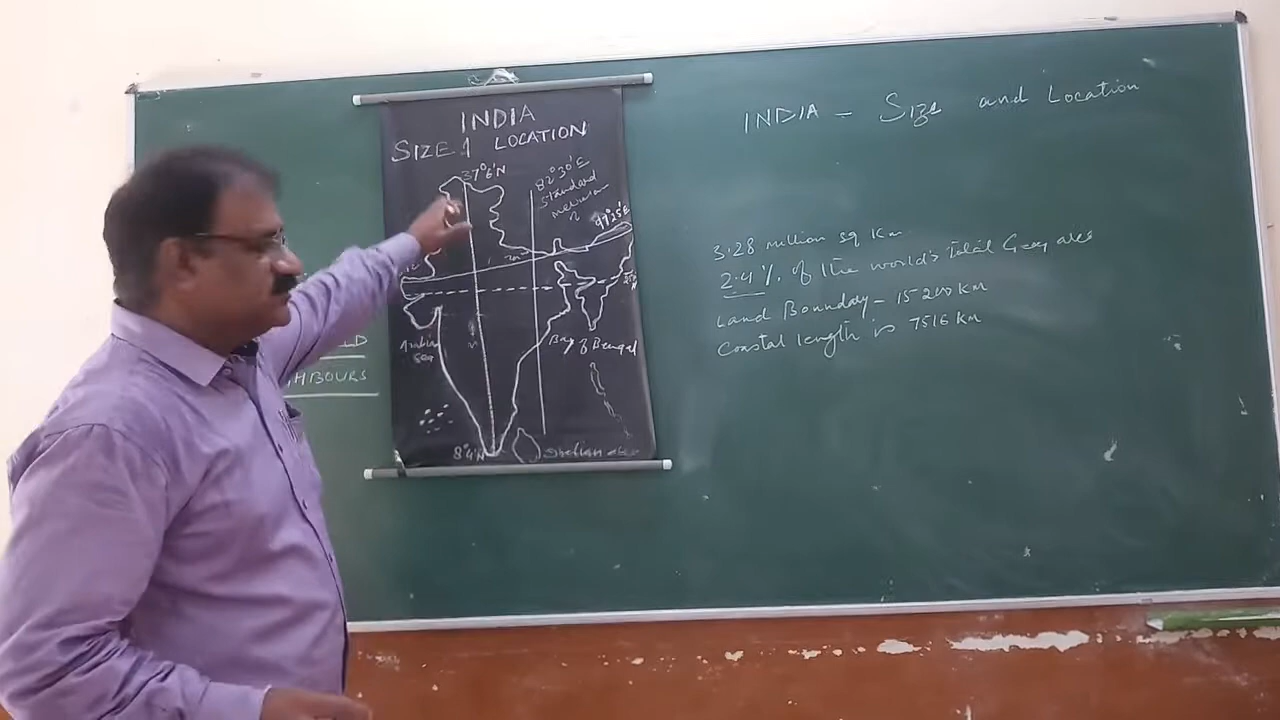 INDIA
SIZE & LOCATION
37°6'N
82°30'E
Standard
97°25'E
Arabian
Sea
Bay of Bengal
8°4'N
HBOURS
INDIA – Size and Location
3.28 million sq Km
2.4 % of the world's total Geog area
Land Boundary – 15200 KM
Coastal length is 7516 KM